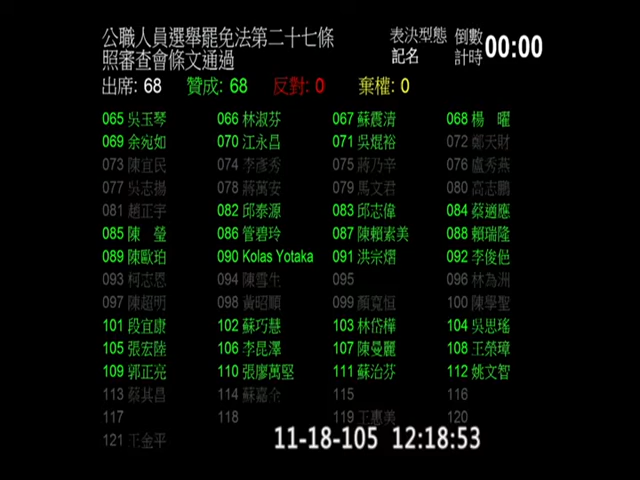 公職人員選舉罷免法第二十七條
照審查會條文通過
表決型態
記名
倒數
計時
00:00
出席: 68 贊成: 68 反對: 0 棄權: 0
065 吳玉琴 066 林淑芬 067 蘇震清 068 楊 曜
069 余宛如 070 江永昌 071 吳焜裕 072 鄭天財
073 陳宜民 074 李彥秀 075 蔣乃辛 076 盧秀燕
077 吳志揚 078 蔣萬安 079 馬文君 080 高志鵬
081 趙正宇 082 邱泰源 083 邱志偉 084 蔡適應
085 陳 瑩 086 管碧玲 087 陳賴素美 088 賴瑞隆
089 陳歐珀 090 Kolas Yotaka 091 洪宗熠 092 李俊俋
093 柯志恩 094 陳雪生 095 096 林為洲
097 陳超明 098 黃昭順 099 顏寬恒 100 陳學聖
101 段宜康 102 蘇巧慧 103 林岱樺 104 吳思瑤
105 張宏陸 106 李昆澤 107 陳曼麗 108 王榮璋
109 郭正亮 110 張廖萬堅 111 蘇治芬 112 姚文智
113 蔡其昌 114 蘇嘉全 115 116
117 118 119 王惠美 120
121 王金平
11-18-105 12:18:53